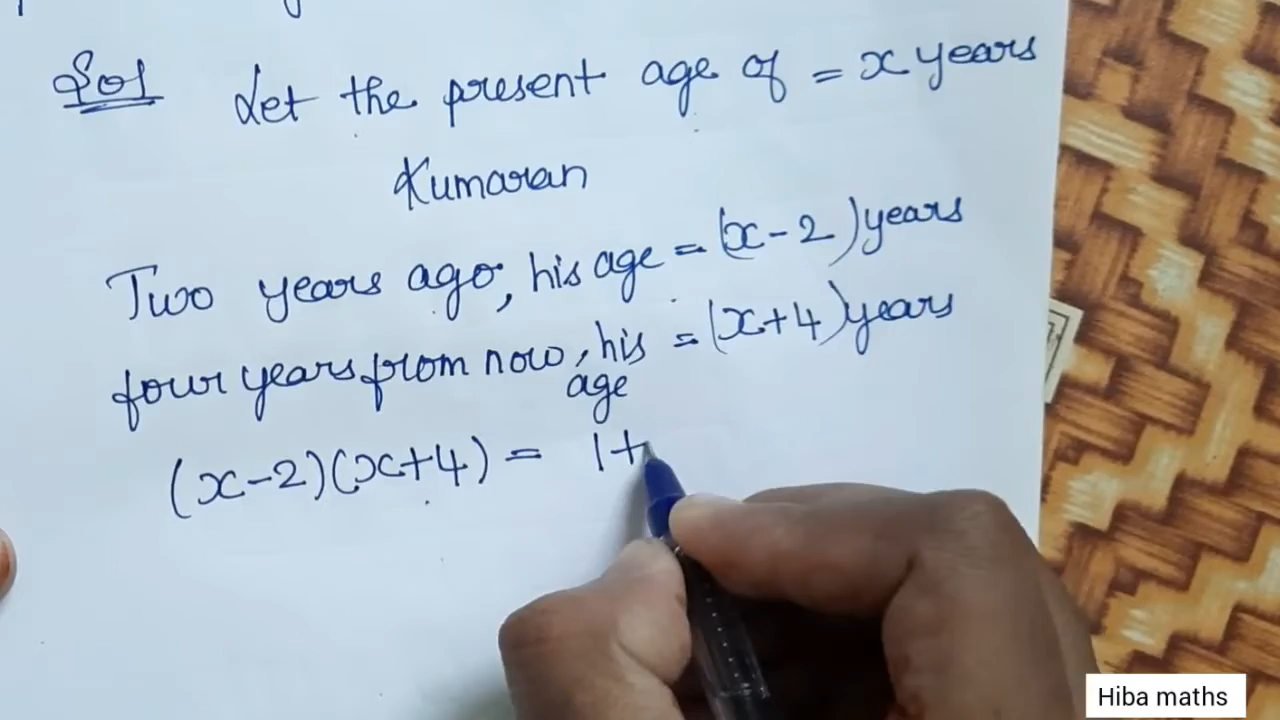 Sol
Let the present age of = x years
Kumaran
Two years ago, his age = (x-2) years
four years from now, his = (x+4) years
age
(x-2)(x+4) = 1+
Hiba maths